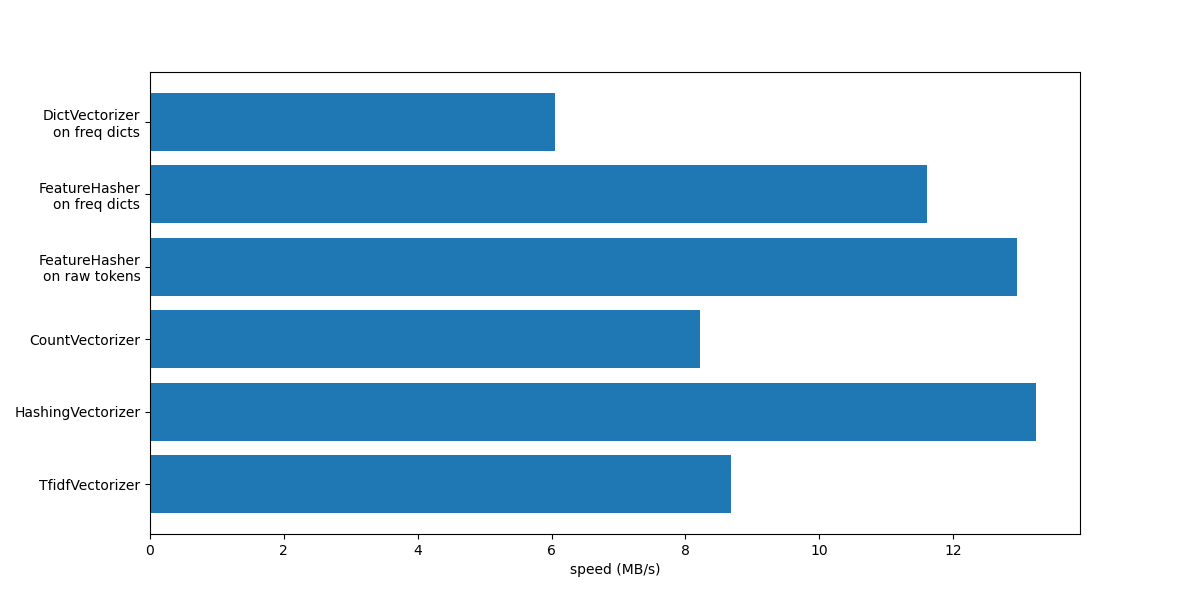 DictVectorizer
on freq dicts
FeatureHasher
on freq dicts
FeatureHasher
on raw tokens
CountVectorizer
HashingVectorizer
TfidfVectorizer
0 2 4 6 8 10 12
speed (MB/s)